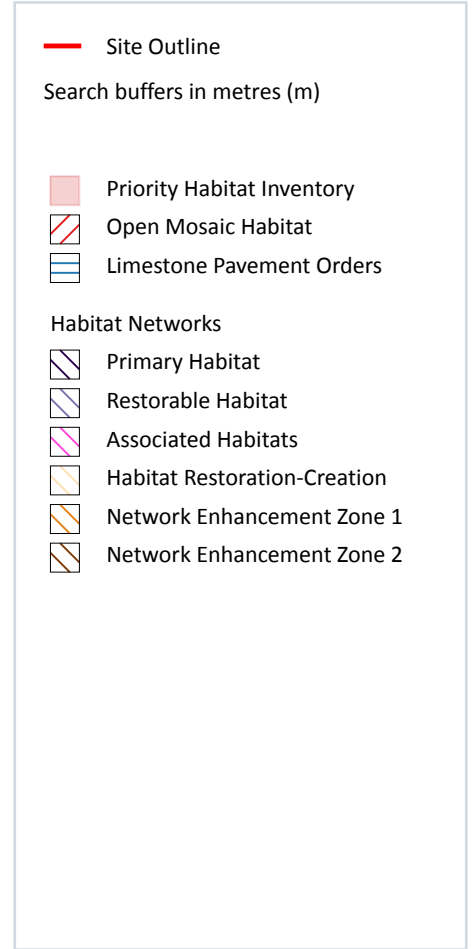 Site Outline
Search buffers in metres (m)
Priority Habitat Inventory
Open Mosaic Habitat
Limestone Pavement Orders
Habitat Networks
Primary Habitat
Restorable Habitat
Associated Habitats
Habitat Restoration-Creation
Network Enhancement Zone 1
Network Enhancement Zone 2